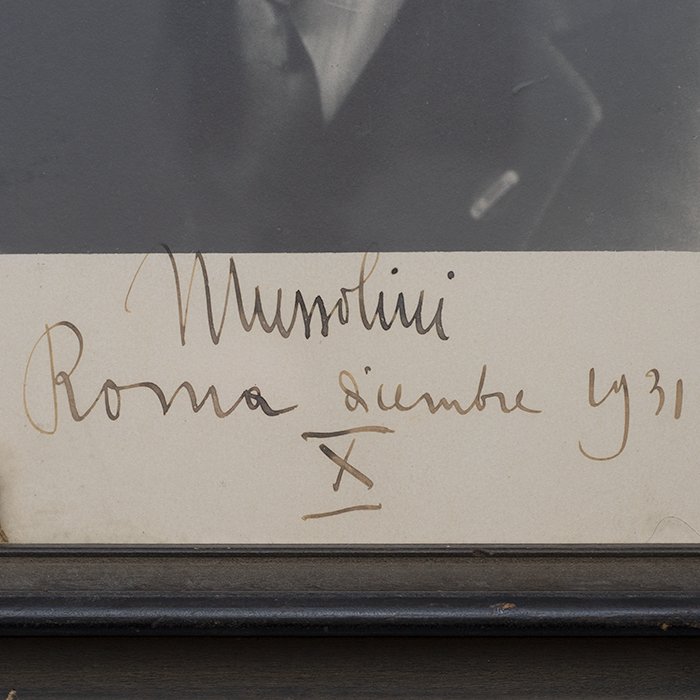 Mussolini
Roma dicembre 1931
X